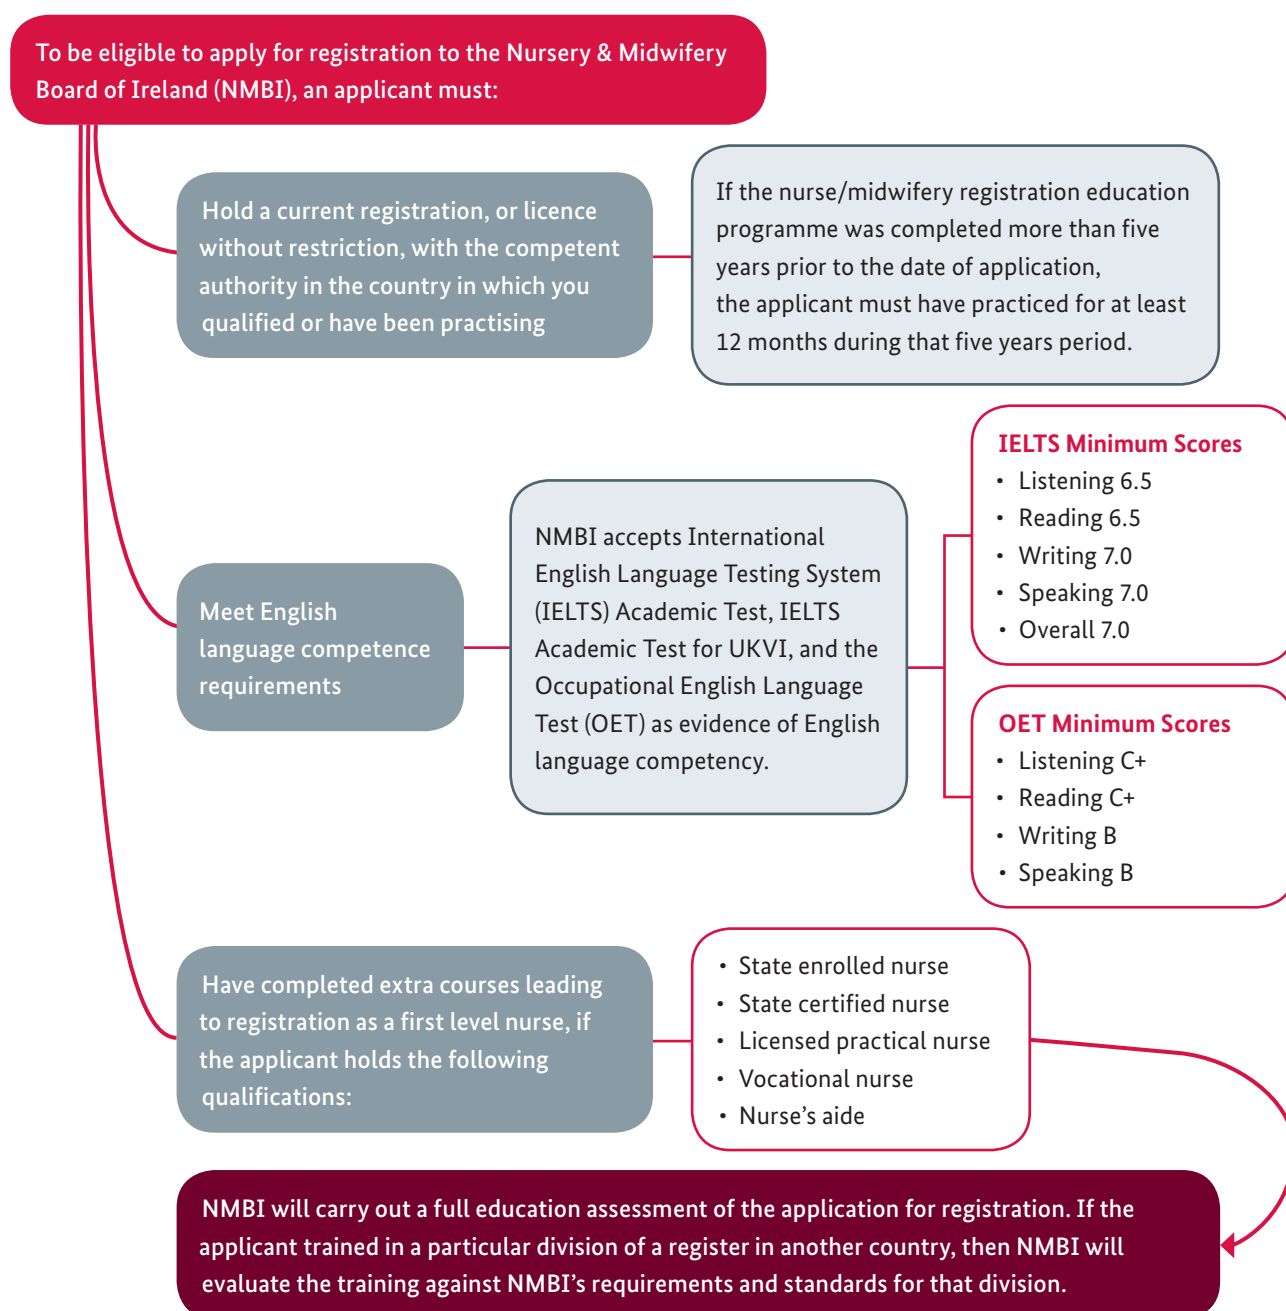 To be eligible to apply for registration to the Nursery & Midwifery
Board of Ireland (NMBI), an applicant must:
Hold a current registration, or licence
without restriction, with the competent
authority in the country in which you
qualified or have been practising
If the nurse/midwifery registration education
programme was completed more than five
years prior to the date of application,
the applicant must have practiced for at least
12 months during that five years period.
Meet English
language competence
requirements
NMBI accepts International
English Language Testing System
(IELTS) Academic Test, IELTS
Academic Test for UKVI, and the
Occupational English Language
Test (OET) as evidence of English
language competency.
IELTS Minimum Scores
• Listening 6.5
• Reading 6.5
• Writing 7.0
• Speaking 7.0
• Overall 7.0
OET Minimum Scores
• Listening C+
• Reading C+
• Writing B
• Speaking B
Have completed extra courses leading
to registration as a first level nurse, if
the applicant holds the following
qualifications:
• State enrolled nurse
• State certified nurse
• Licensed practical nurse
• Vocational nurse
• Nurse’s aide
NMBI will carry out a full education assessment of the application for registration. If the
applicant trained in a particular division of a register in another country, then NMBI will
evaluate the training against NMBI’s requirements and standards for that division.